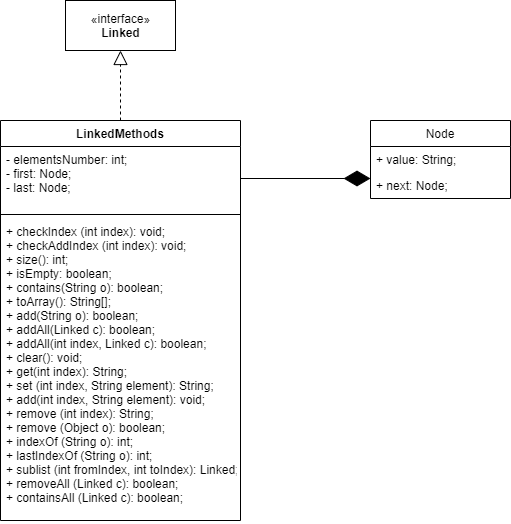 «interface»
Linked
LinkedMethods
- elementsNumber: int;
- first: Node;
- last: Node;
+ checkIndex (int index): void;
+ checkAddIndex (int index): void;
+ size(): int;
+ isEmpty: boolean;
+ contains(String o): boolean;
+ toArray(): String[];
+ add(String o): boolean;
+ addAll(Linked c): boolean;
+ addAll(int index, Linked c): boolean;
+ clear(): void;
+ get(int index): String;
+ set (int index, String element): String;
+ add(int index, String element): void;
+ remove (int index): String;
+ remove (Object o): boolean;
+ indexOf (String o): int;
+ lastIndexOf (String o): int;
+ sublist (int fromIndex, int toIndex): Linked;
+ removeAll (Linked c): boolean;
+ containsAll (Linked c): boolean;
Node
+ value: String;
+ next: Node;